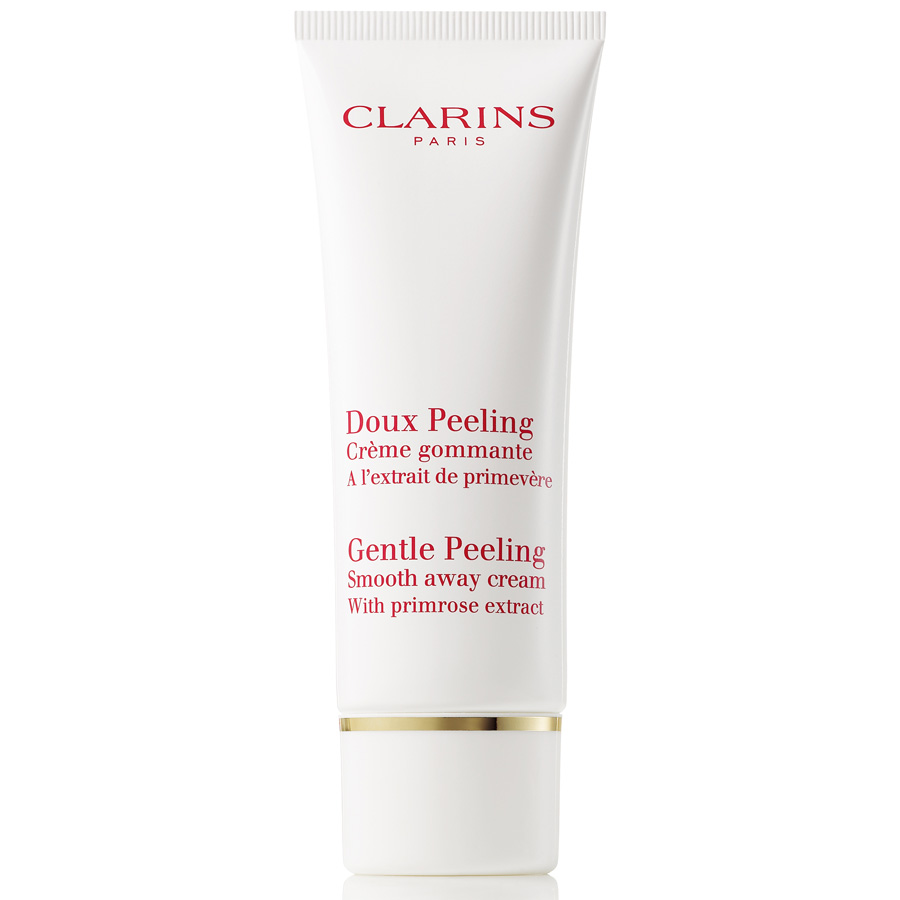 CLARINS
PARIS
Doux Peeling
Crème gommante
A l'extrait de primevère
Gentle Peeling
Smooth away cream
With primrose extract